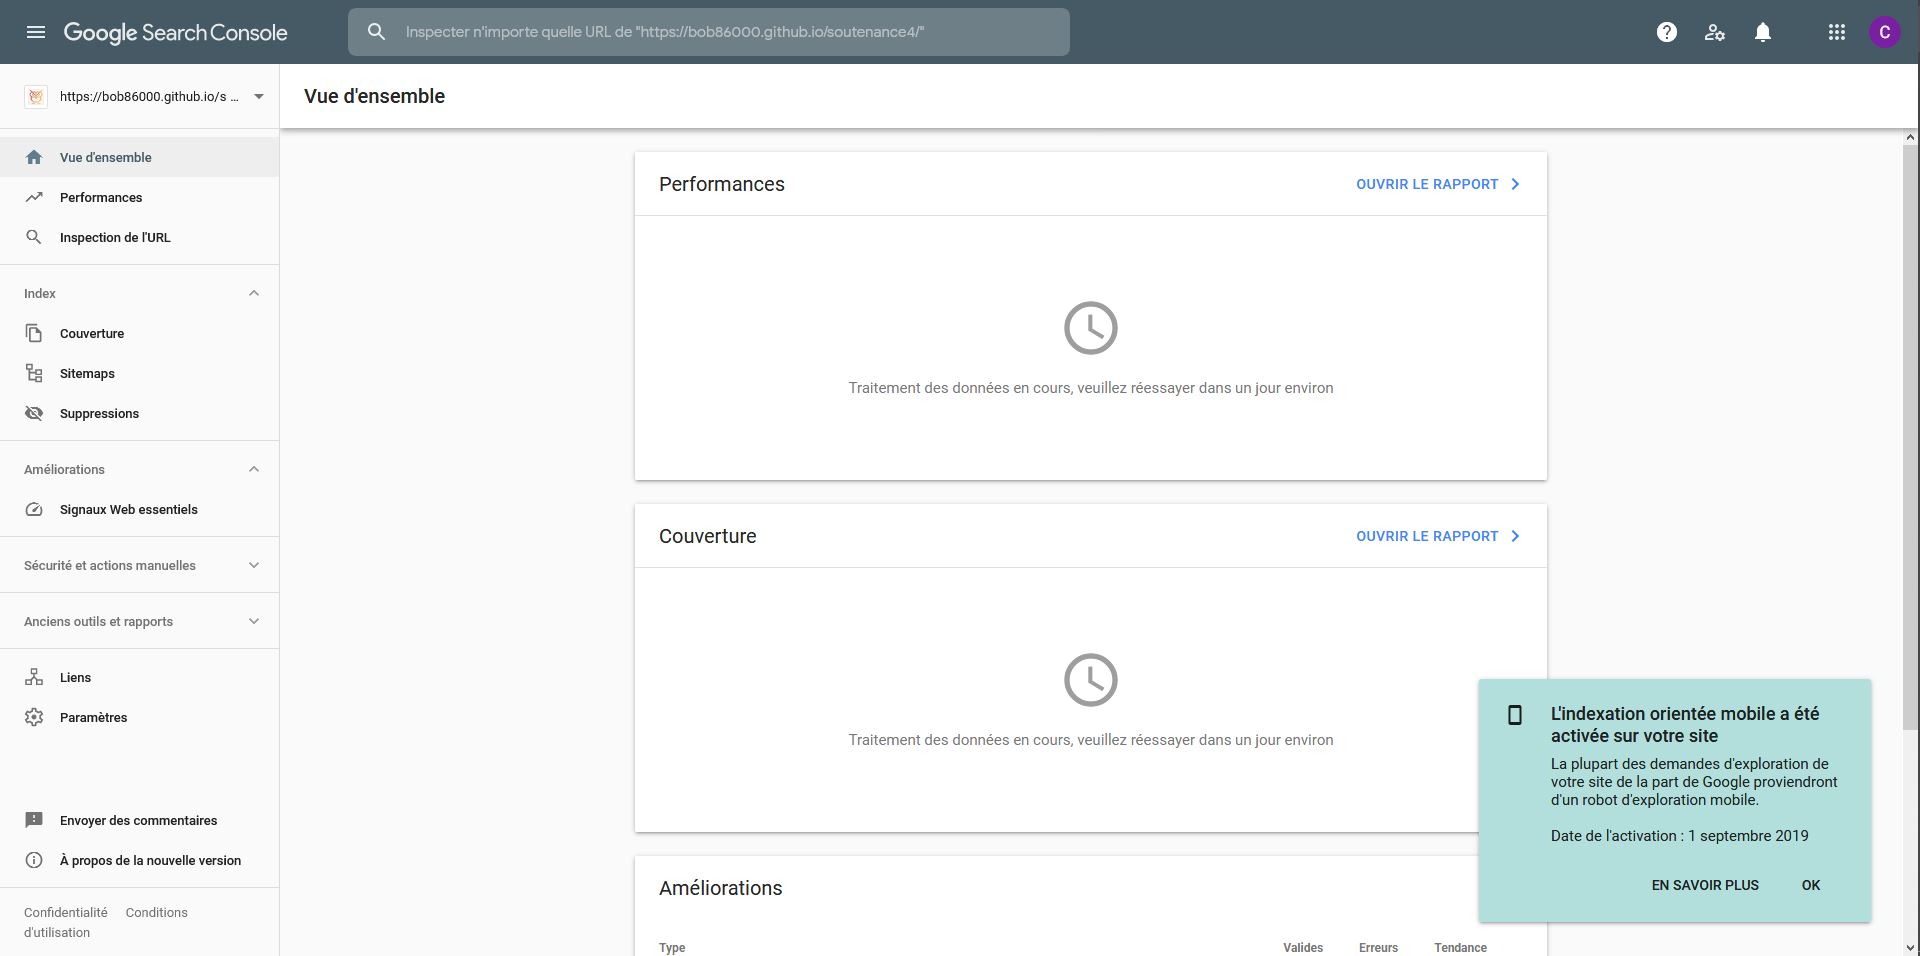 Google Search Console
Inspecter n'importe quelle URL de "https://bob86000.github.io/soutenance4/"
C
https://bob86000.github.io/s ...
Vue d'ensemble
Performances
Inspection de l'URL
Index
Couverture
Sitemaps
Suppressions
Améliorations
Signaux Web essentiels
Sécurité et actions manuelles
Anciens outils et rapports
Liens
Paramètres
Envoyer des commentaires
À propos de la nouvelle version
Confidentialité Conditions
d'utilisation
Vue d'ensemble
Performances
OUVRIR LE RAPPORT
Traitement des données en cours, veuillez réessayer dans un jour environ
Couverture
OUVRIR LE RAPPORT
Traitement des données en cours, veuillez réessayer dans un jour environ
Améliorations
Type Valides Erreurs Tendance
L'indexation orientée mobile a été
activée sur votre site
La plupart des demandes d'exploration de
votre site de la part de Google proviendront
d'un robot d'exploration mobile.
Date de l'activation : 1 septembre 2019
EN SAVOIR PLUS OK